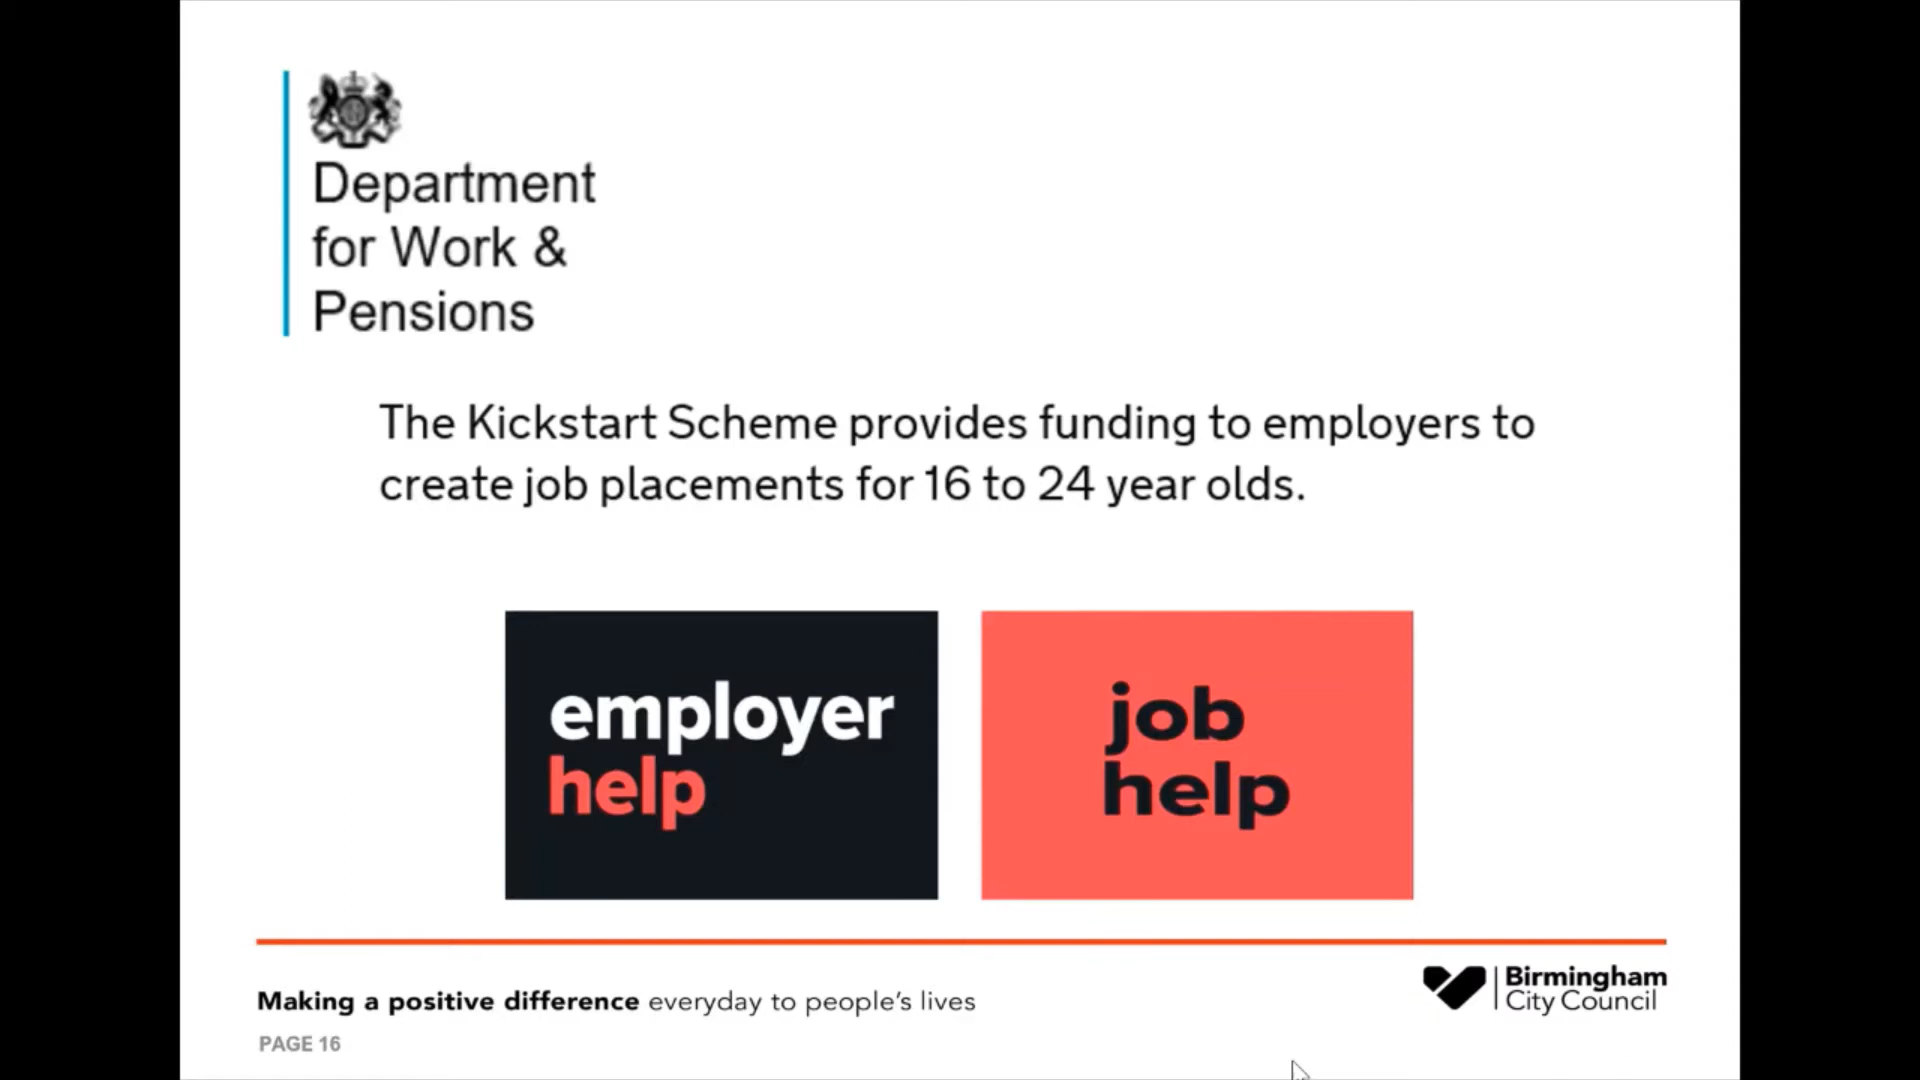 Department
for Work &
Pensions
The Kickstart Scheme provides funding to employers to
create job placements for 16 to 24 year olds.
employer
help
job
help
Making a positive difference everyday to people's lives
PAGE 16
Birmingham
City Council